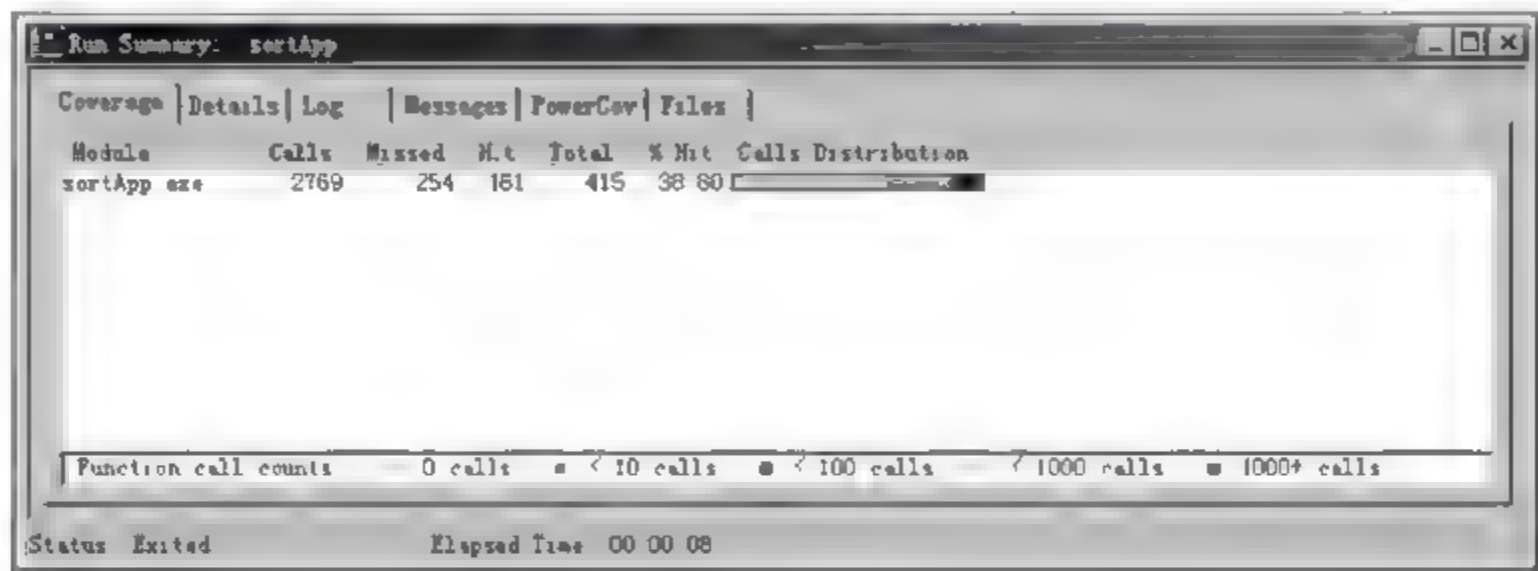 Run Summary: sortApp
Coverage Details Log Messages PowerCov Files
Module Calls Missed Hit Total % Hit Calls Distribution
sortApp exe 2769 254 161 415 38 80
Function call counts 0 calls < 10 calls < 100 calls < 1000 calls 1000+ calls
Status Exited Elapsed Time 00 00 08